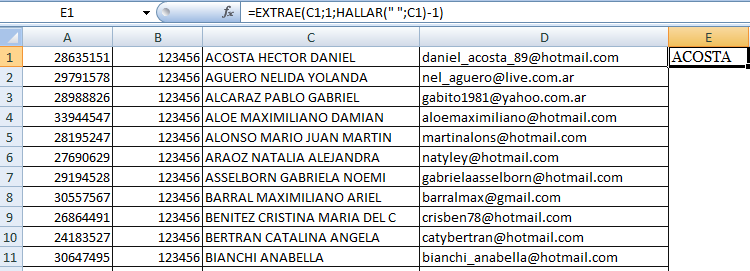 E1 fx =EXTRAE(C1;1;HALLAR(" ";C1)-1)
A B C D E
1 28635151 123456 ACOSTA HECTOR DANIEL daniel_acosta_89@hotmail.com ACOSTA
2 29791578 123456 AGUERO NELIDA YOLANDA nel_aguero@live.com.ar
3 28988826 123456 ALCARAZ PABLO GABRIEL gabito1981@yahoo.com.ar
4 33944547 123456 ALOE MAXIMILIANO DAMIAN aloemaximiliano@hotmail.com
5 28195247 123456 ALONSO MARIO JUAN MARTIN martinalons@hotmail.com
6 27690629 123456 ARAOZ NATALIA ALEJANDRA natyley@hotmail.com
7 29194528 123456 ASSELBORN GABRIELA NOEMI gabrielaasselborn@hotmail.com
8 30557567 123456 BARRAL MAXIMILIANO ARIEL barralmax@gmail.com
9 26864491 123456 BENITEZ CRISTINA MARIA DEL C crisben78@hotmail.com
10 24183527 123456 BERTRAN CATALINA ANGELA catybertran@hotmail.com
11 30647495 123456 BIANCHI ANABELLA bianchi_anabella@hotmail.com